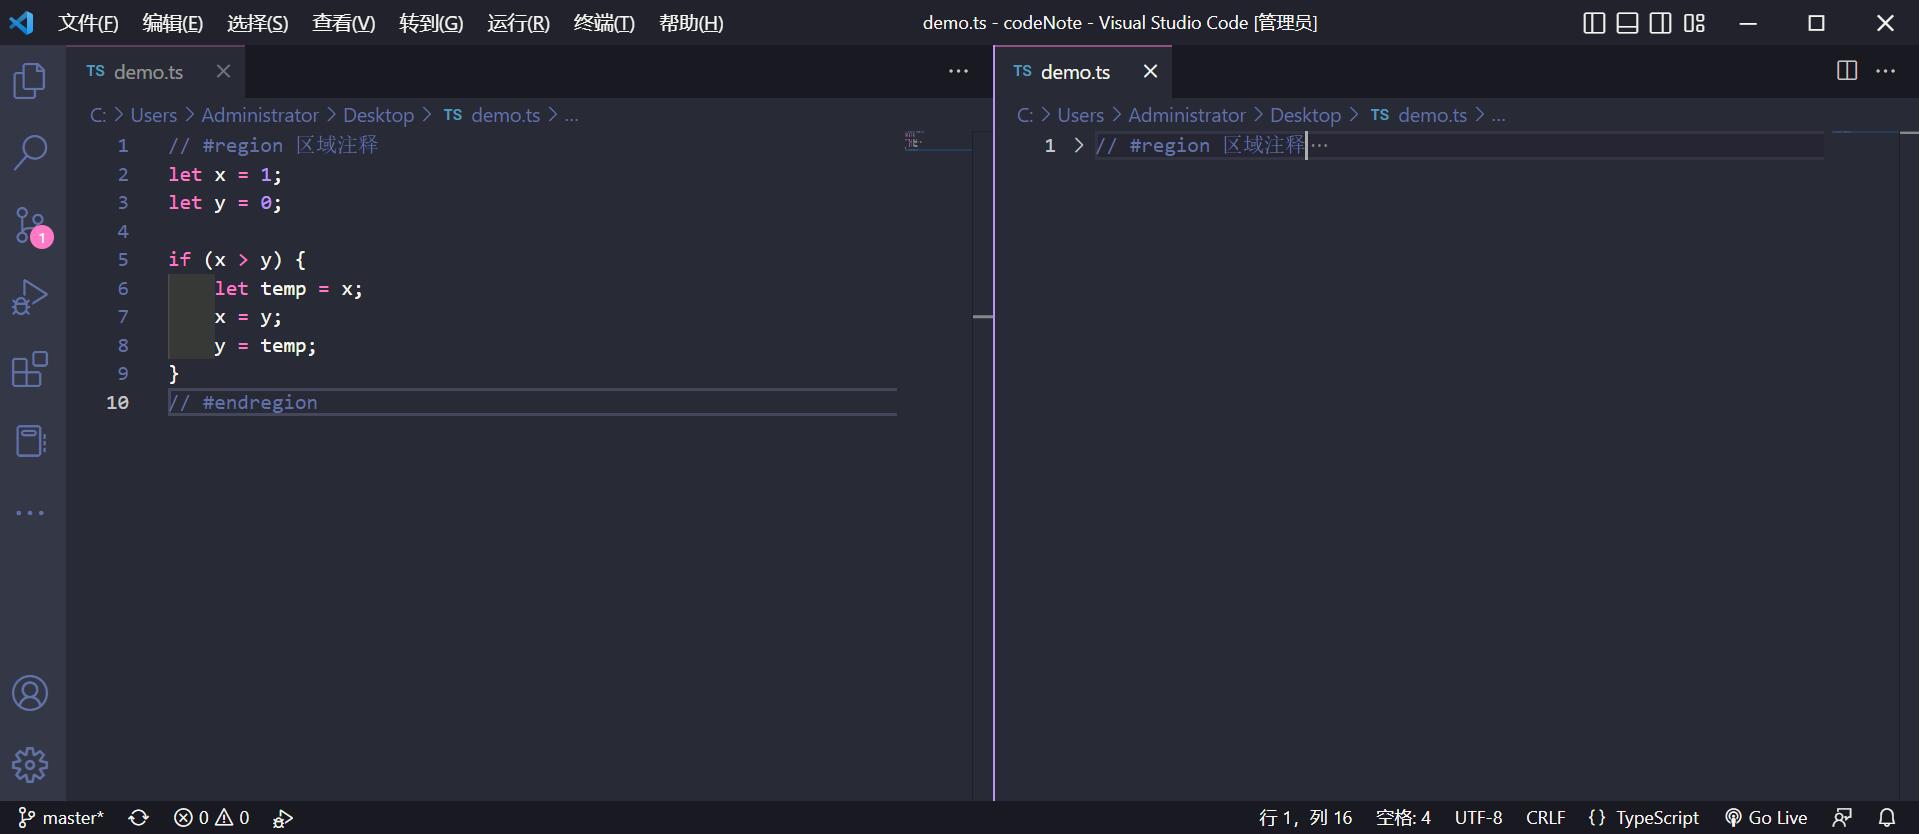 文件(F) 编辑(E) 选择(S) 查看(V) 转到(G) 运行(R) 终端(T) 帮助(H) demo.ts - codeNote - Visual Studio Code [管理员]
TS demo.ts
C: > Users > Administrator > Desktop > TS demo.ts > ...
1 // #region 区域注释
2 let x = 1;
3 let y = 0;
4
5 if (x > y) {
6     let temp = x;
7     x = y;
8     y = temp;
9 }
10 // #endregion
TS demo.ts
C: > Users > Administrator > Desktop > TS demo.ts > ...
1 > // #region 区域注释 ...
1
master* 0 0 行 1, 列 16 空格: 4 UTF-8 CRLF {} TypeScript Go Live